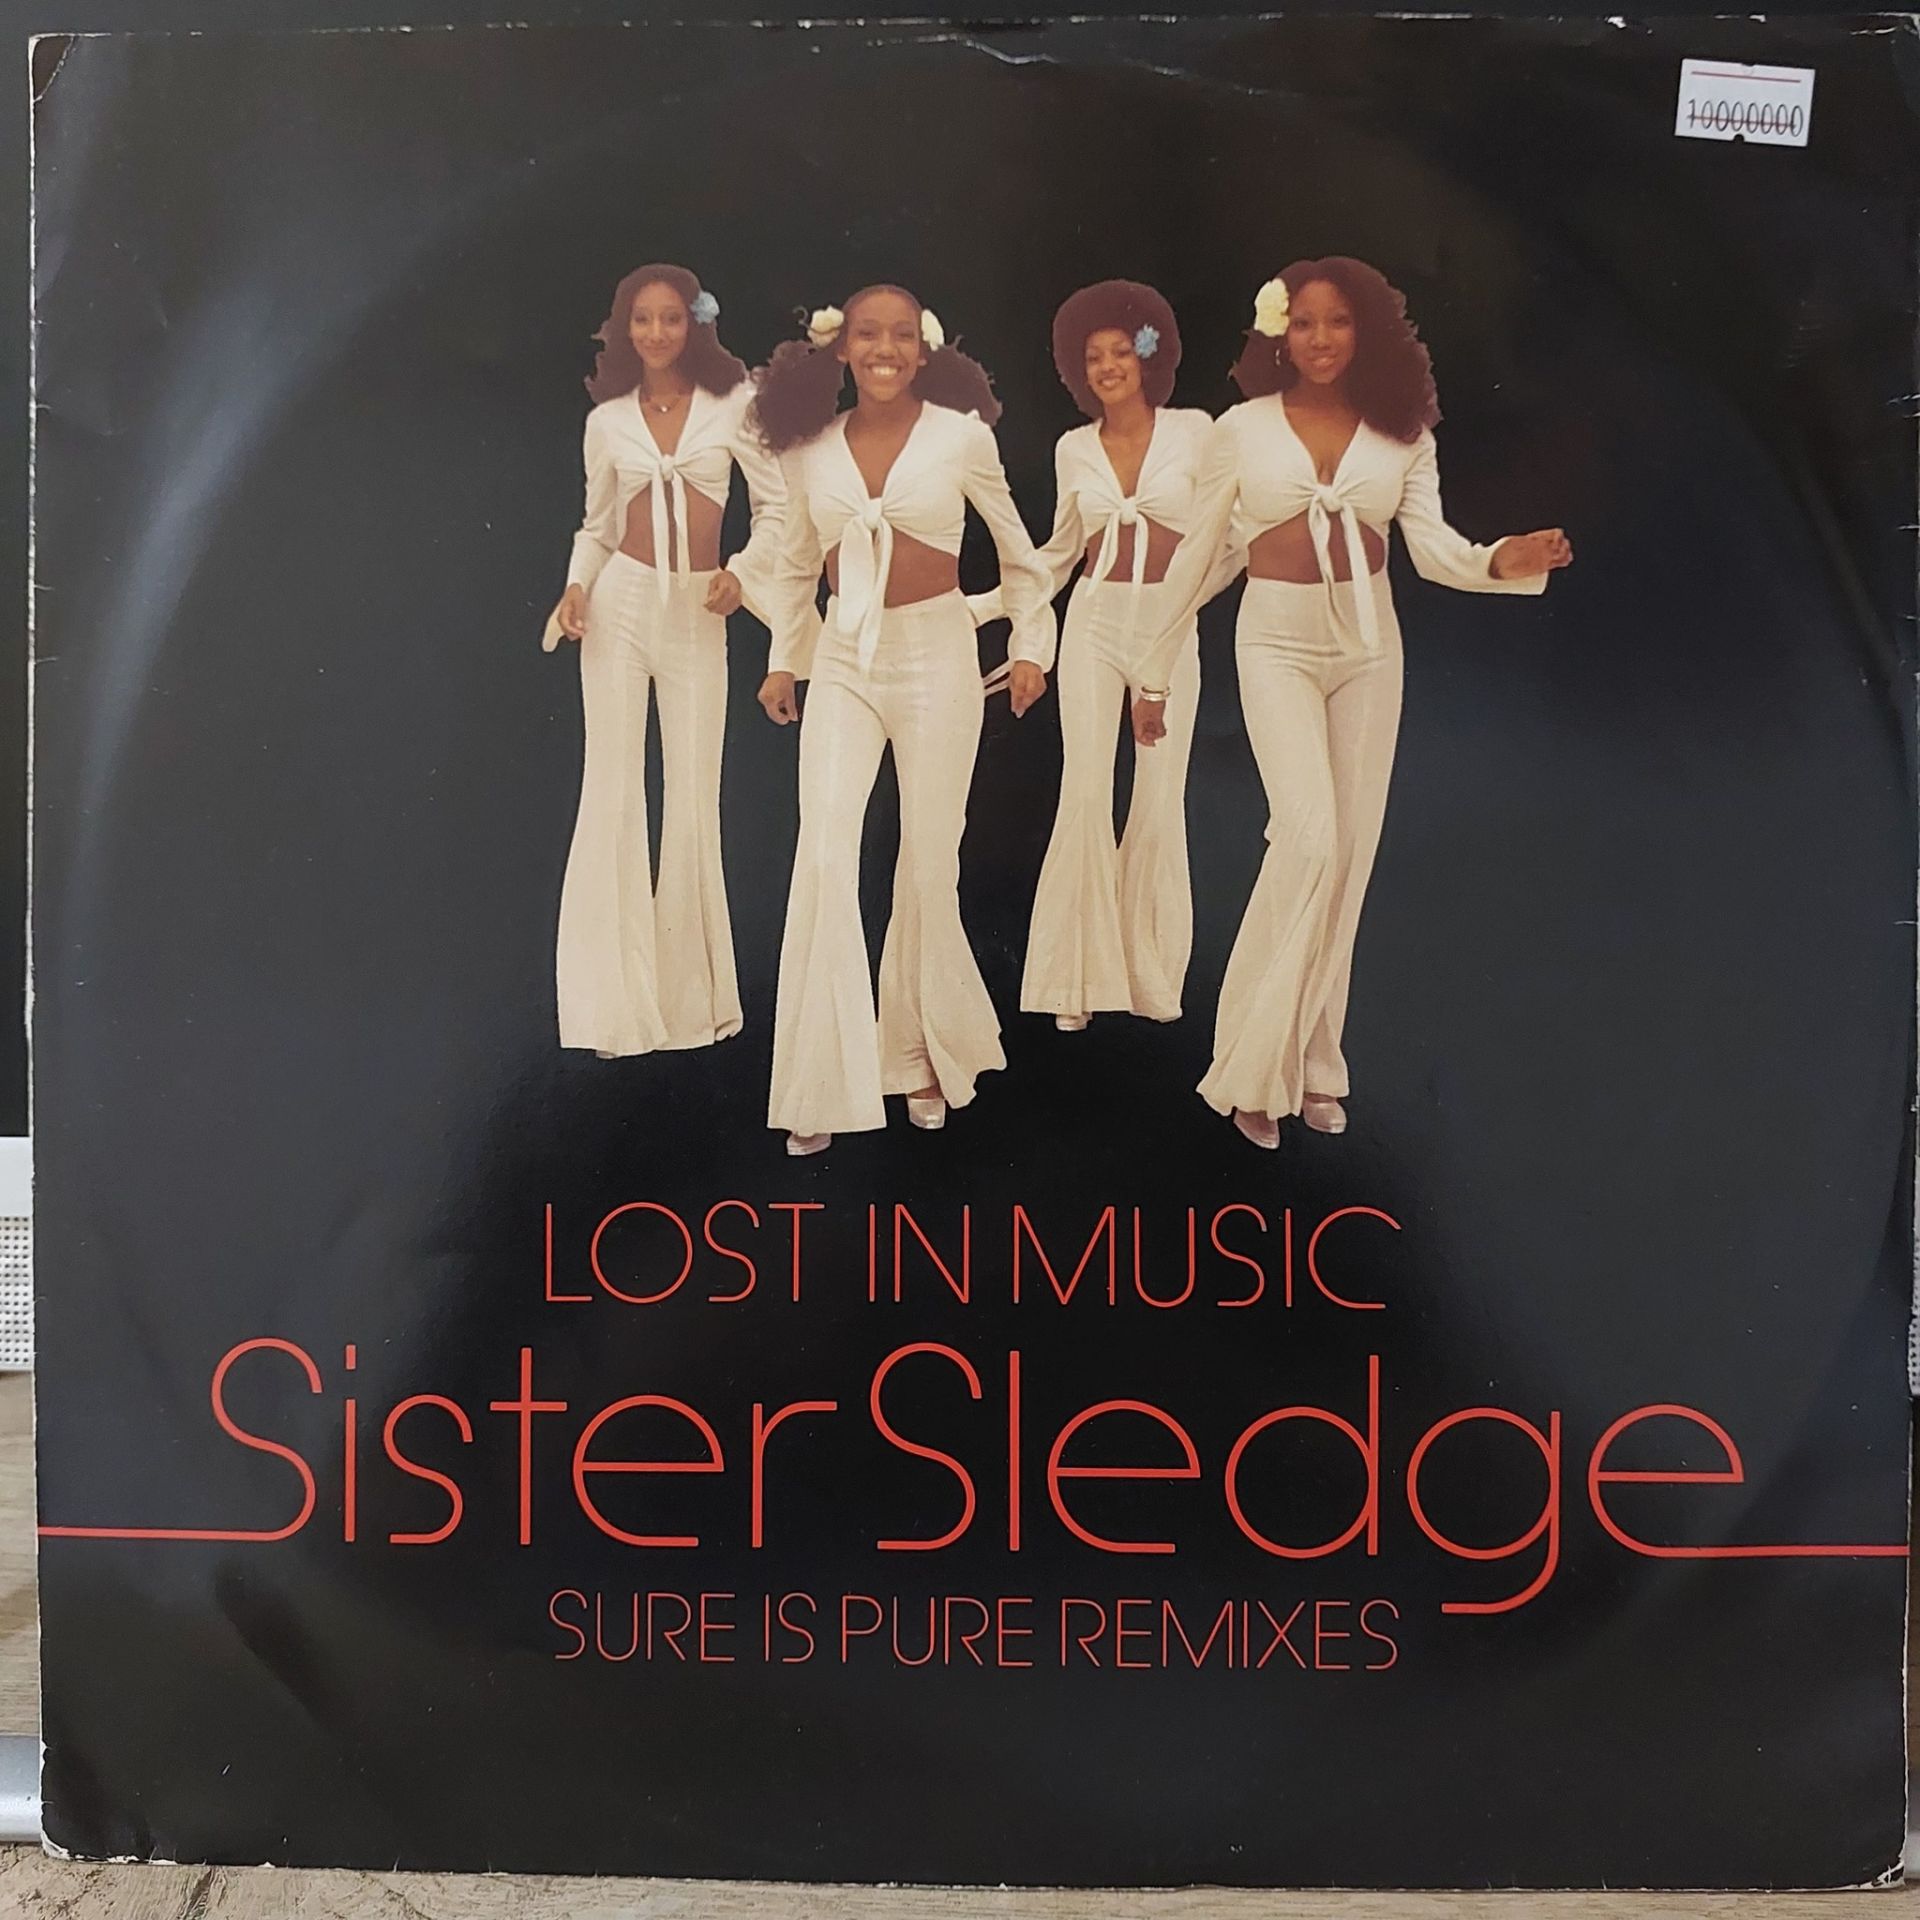 10000000
LOST IN MUSIC
Sister Sledge
SURE IS PURE REMIXES